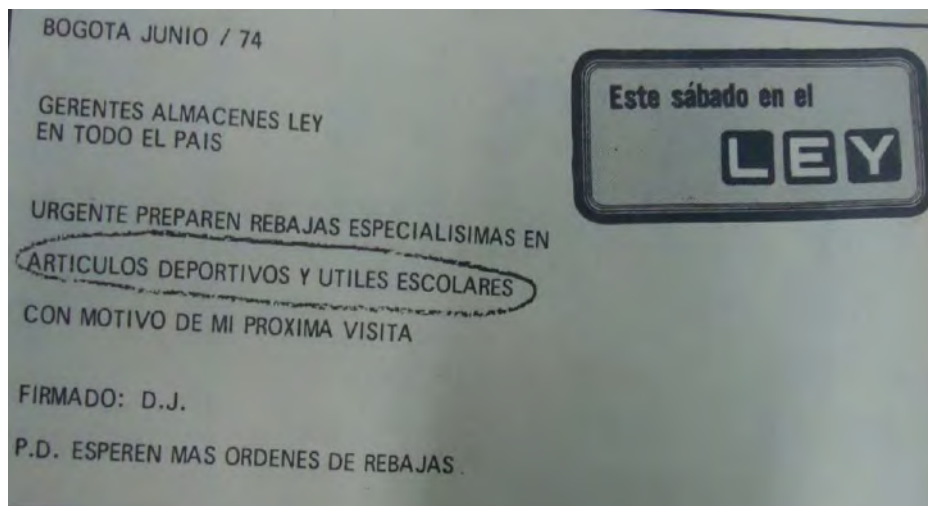 BOGOTA JUNIO / 74
Este sábado en el
LEY
GERENTES ALMACENES LEY
EN TODO EL PAIS
URGENTE PREPAREN REBAJAS ESPECIALISIMAS EN
ARTICULOS DEPORTIVOS Y UTILES ESCOLARES
CON MOTIVO DE MI PROXIMA VISITA
FIRMADO: D.J.
P.D. ESPEREN MAS ORDENES DE REBAJAS.